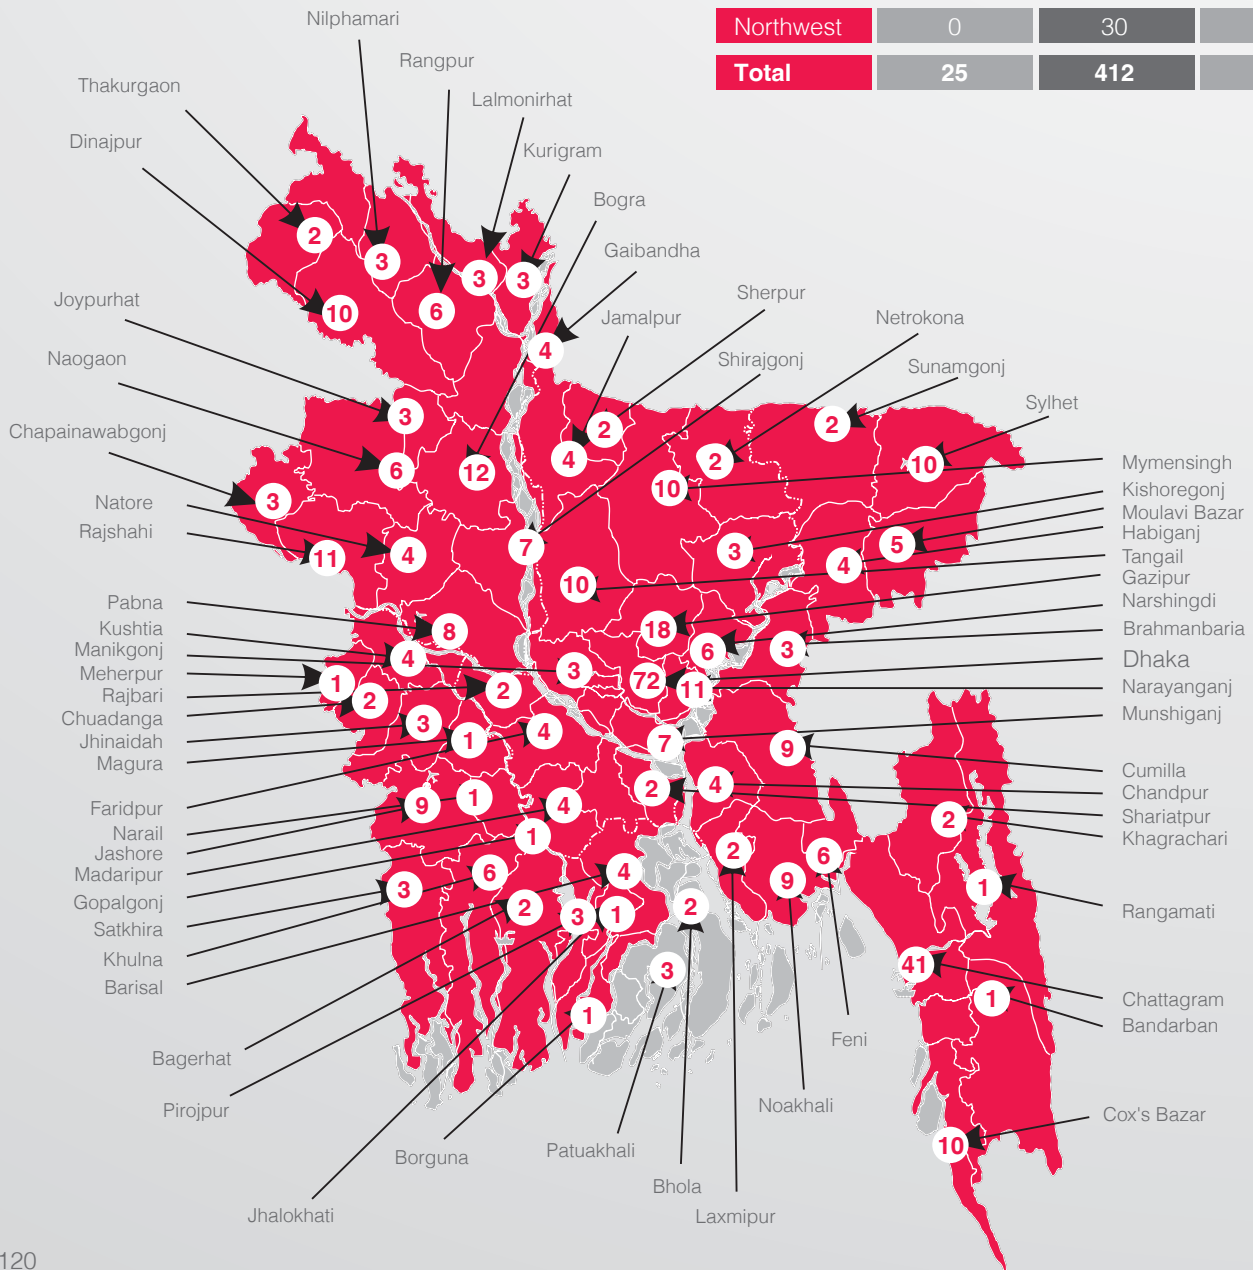 Northwest 0 30
Total 25 412
Nilphamari
Rangpur
Thakurgaon
Lalmonirhat
Dinajpur
Kurigram
Bogra
Gaibandha
Joypurhat
Sherpur
Jamalpur
Netrokona
Naogaon
Shirajgonj
Sunamgonj
Sylhet
Chapainawabgonj
Natore
Rajshahi
Pabna
Kushtia
Manikgonj
Meherpur
Rajbari
Chuadanga
Jhinaidah
Magura
Faridpur
Narail
Jashore
Madaripur
Gopalgonj
Satkhira
Khulna
Barisal
Bagerhat
Pirojpur
Jhalokhati
Borguna
Patuakhali
Bhola
Laxmipur
Noakhali
Feni
Mymensingh
Kishoregonj
Moulavi Bazar
Habiganj
Tangail
Gazipur
Narshingdi
Brahmanbaria
Dhaka
Narayanganj
Munshiganj
Cumilla
Chandpur
Shariatpur
Khagrachari
Rangamati
Chattagram
Bandarban
Cox's Bazar
2
3
3
3
10
6
4
3
2
2
4
2
10
6
12
10
3
7
3
5
4
11
4
10
18
8
6
3
4
3
72
11
1
2
2
3
1
4
7
9
9
1
4
2
4
2
1
2
6
3
6
4
9
1
2
3
1
2
3
41
1
1
10
120